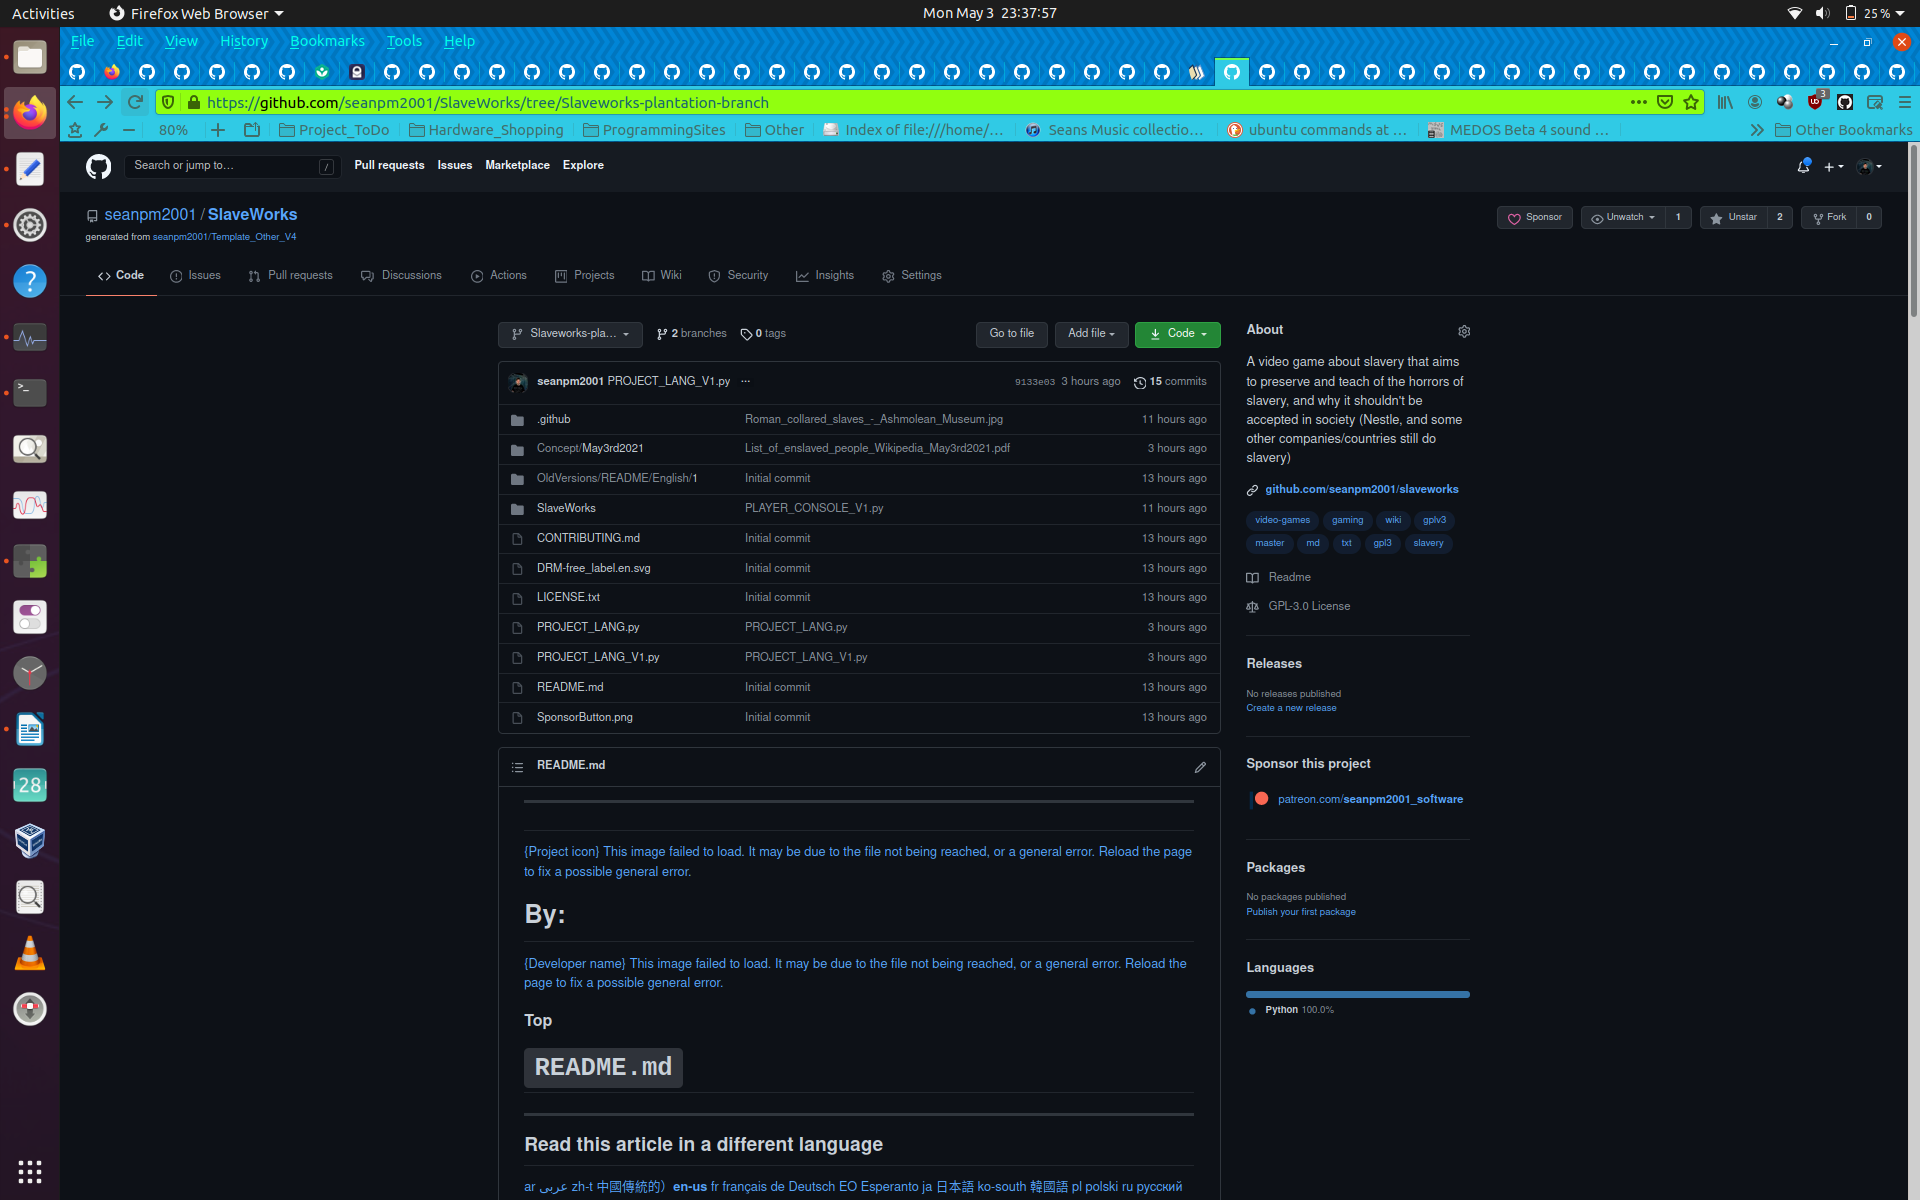 Activities Firefox Web Browser Mon May 3 23:37:57 25 %
File Edit View History Bookmarks Tools Help
https://github.com/seanpm2001/SlaveWorks/tree/Slaveworks-plantation-branch 3
80% Project_ToDo Hardware_Shopping ProgrammingSites Other Index of file:///home/... Seans Music collectio... ubuntu commands at ... MEDOS Beta 4 sound ... Other Bookmarks
Search or jump to... / Pull requests Issues Marketplace Explore
seanpm2001 / SlaveWorks Sponsor Unwatch 1 Unstar 2 Fork 0
generated from seanpm2001/Template_Other_V4
Code Issues Pull requests Discussions Actions Projects Wiki Security Insights Settings
Slaveworks-pla... 2 branches 0 tags Go to file Add file Code
seanpm2001 PROJECT_LANG_V1.py ... 9133e03 3 hours ago 15 commits
.github Roman_collared_slaves_-_Ashmolean_Museum.jpg 11 hours ago
Concept/May3rd2021 List_of_enslaved_people_Wikipedia_May3rd2021.pdf 3 hours ago
OldVersions/README/English/1 Initial commit 13 hours ago
SlaveWorks PLAYER_CONSOLE_V1.py 11 hours ago
CONTRIBUTING.md Initial commit 13 hours ago
DRM-free_label.en.svg Initial commit 13 hours ago
LICENSE.txt Initial commit 13 hours ago
PROJECT_LANG.py PROJECT_LANG.py 3 hours ago
PROJECT_LANG_V1.py PROJECT_LANG_V1.py 3 hours ago
README.md Initial commit 13 hours ago
SponsorButton.png Initial commit 13 hours ago
README.md
{Project icon} This image failed to load. It may be due to the file not being reached, or a general error. Reload the page
to fix a possible general error.
By:
{Developer name} This image failed to load. It may be due to the file not being reached, or a general error. Reload the
page to fix a possible general error.
Top
README.md
Read this article in a different language
ar عربى zh-t 中國傳統的） en-us fr français de Deutsch EO Esperanto ja 日本語 ko-south 韓國語 pl polski ru русский
About
A video game about slavery that aims
to preserve and teach of the horrors of
slavery, and why it shouldn't be
accepted in society (Nestle, and some
other companies/countries still do
slavery)
github.com/seanpm2001/slaveworks
video-games gaming wiki gplv3
master md txt gpl3 slavery
Readme
GPL-3.0 License
Releases
No releases published
Create a new release
Sponsor this project
patreon.com/seanpm2001_software
Packages
No packages published
Publish your first package
Languages
Python 100.0%
28